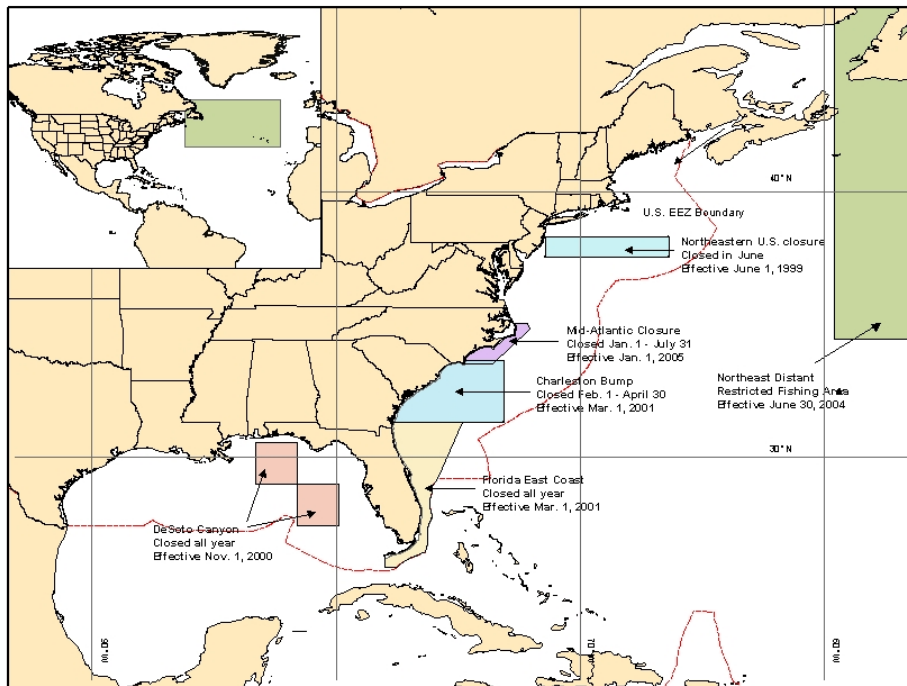 40° N
U.S. EEZ Boundary
Northeastern U.S. closure
Closed in June
Effective June 1, 1999
Mid-Atlantic Closure
Closed Jan. 1 - July 31
Effective Jan. 1, 2005
Charleston Bump
Closed Feb. 1 - April 30
Effective Mar. 1, 2001
Northeast Distant
Restricted Fishing Area
Effective June 30, 2004
30° N
Florida East Coast
Closed all year
Effective Mar. 1, 2001
DeSoto Canyon
Closed all year
Effective Nov. 1, 2000
90° W
70° W
60° W